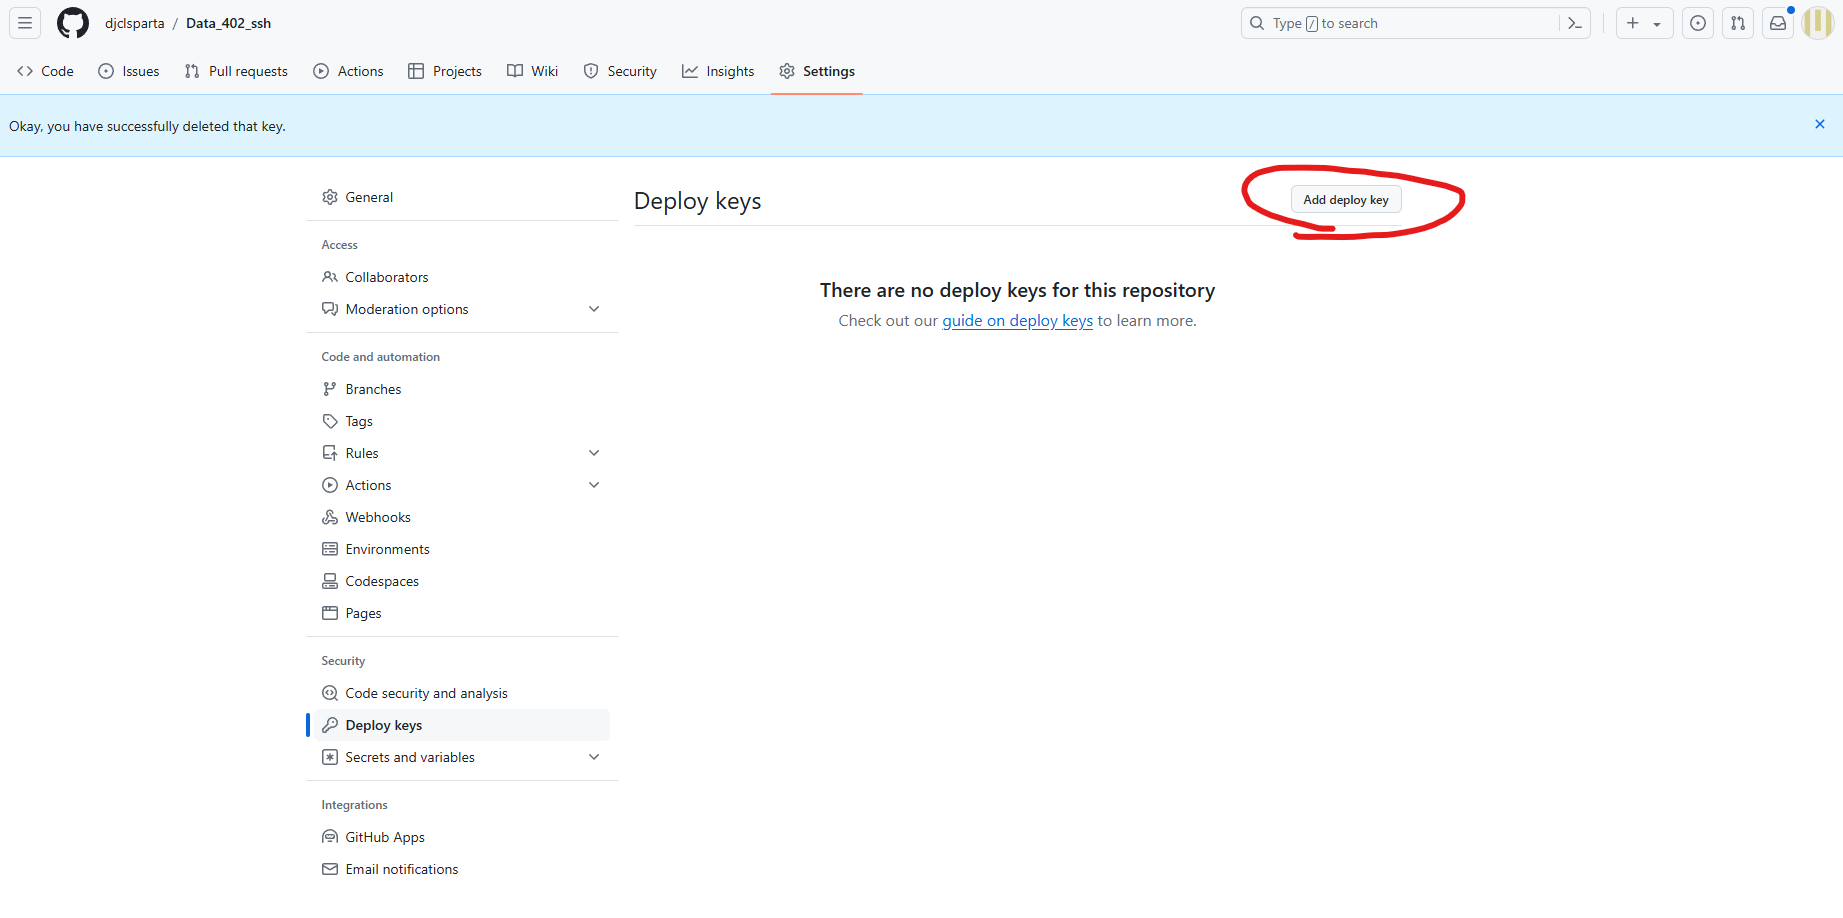 djclsparta / Data_402_ssh
Type / to search
Code Issues Pull requests Actions Projects Wiki Security Insights Settings
Okay, you have successfully deleted that key.
General
Access
Collaborators
Moderation options
Code and automation
Branches
Tags
Rules
Actions
Webhooks
Environments
Codespaces
Pages
Security
Code security and analysis
Deploy keys
Secrets and variables
Integrations
GitHub Apps
Email notifications
Deploy keys
Add deploy key
There are no deploy keys for this repository
Check out our guide on deploy keys to learn more.